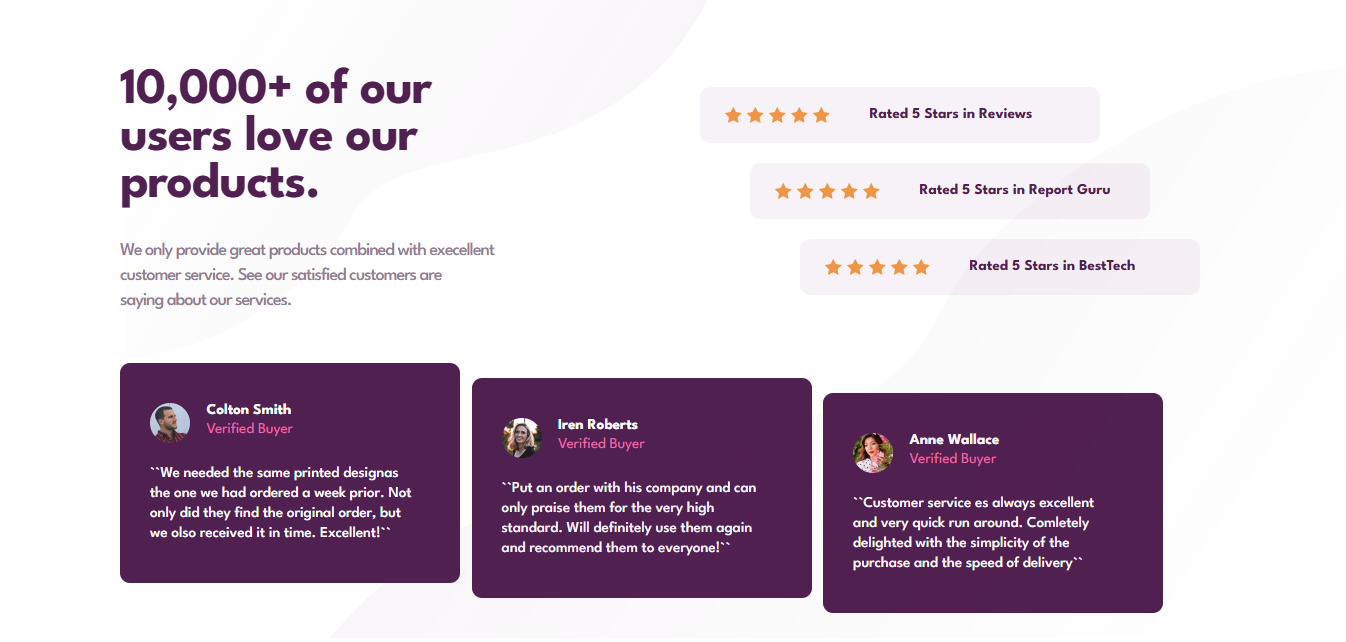 10,000+ of our
users love our
products.
We only provide great products combined with execellent
customer service. See our satisfied customers are
saying about our services.
Rated 5 Stars in Reviews
Rated 5 Stars in Report Guru
Rated 5 Stars in BestTech
Colton Smith
Verified Buyer
``We needed the same printed designas
the one we had ordered a week prior. Not
only did they find the original order, but
we olso received it in time. Excellent!``
Iren Roberts
Verified Buyer
``Put an order with his company and can
only praise them for the very high
standard. Will definitely use them again
and recommend them to everyone!``
Anne Wallace
Verified Buyer
``Customer service es always excellent
and very quick run around. Comletely
delighted with the simplicity of the
purchase and the speed of delivery``